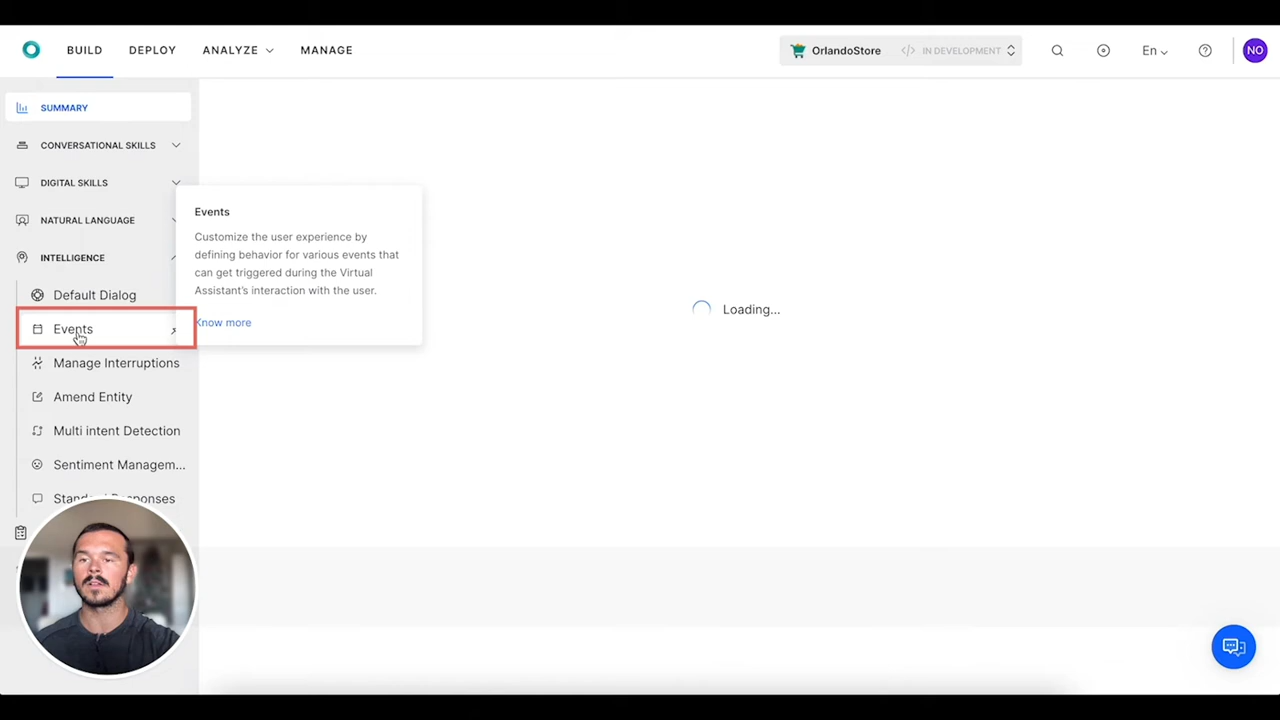 BUILD
DEPLOY
ANALYZE
MANAGE
OrlandoStore
</> IN DEVELOPMENT
En
NO
SUMMARY
CONVERSATIONAL SKILLS
DIGITAL SKILLS
NATURAL LANGUAGE
INTELLIGENCE
Default Dialog
Events
Manage Interruptions
Amend Entity
Multi intent Detection
Sentiment Managem...
Events
Customize the user experience by
defining behavior for various events that
can get triggered during the Virtual
Assistant's interaction with the user.
Know more
Loading...